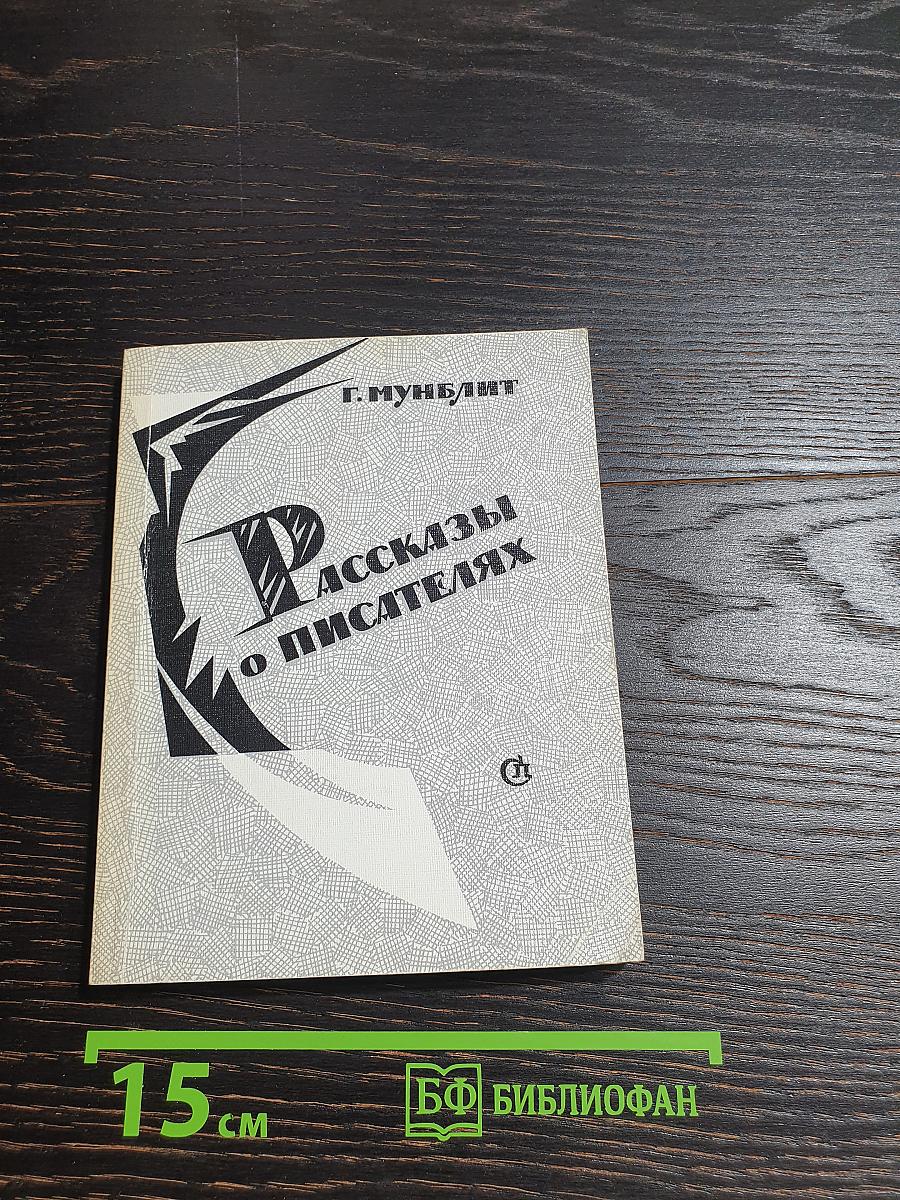 Г. МУНБЛИТ
РАССКАЗЫ
О ПИСАТЕЛЯХ
СП
15 см
БФ БИБЛИОФАН